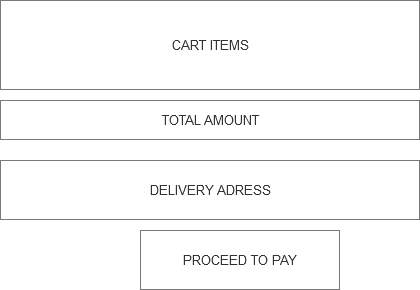 CART ITEMS
TOTAL AMOUNT
DELIVERY ADRESS
PROCEED TO PAY